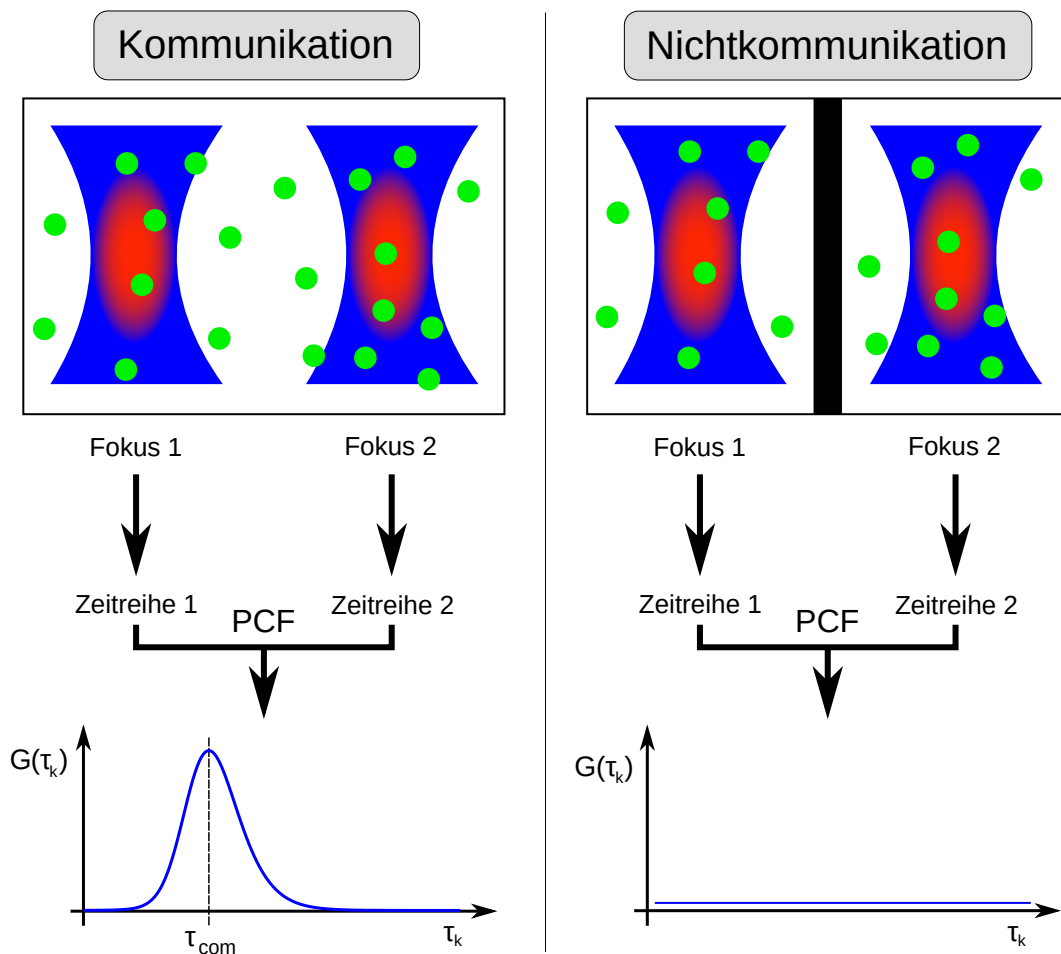 Kommunikation
Fokus 1
Fokus 2
Zeitreihe 1
PCF
Zeitreihe 2
G(τk)
τcom
τk
Nichtkommunikation
Fokus 1
Fokus 2
Zeitreihe 1
PCF
Zeitreihe 2
G(τk)
τk